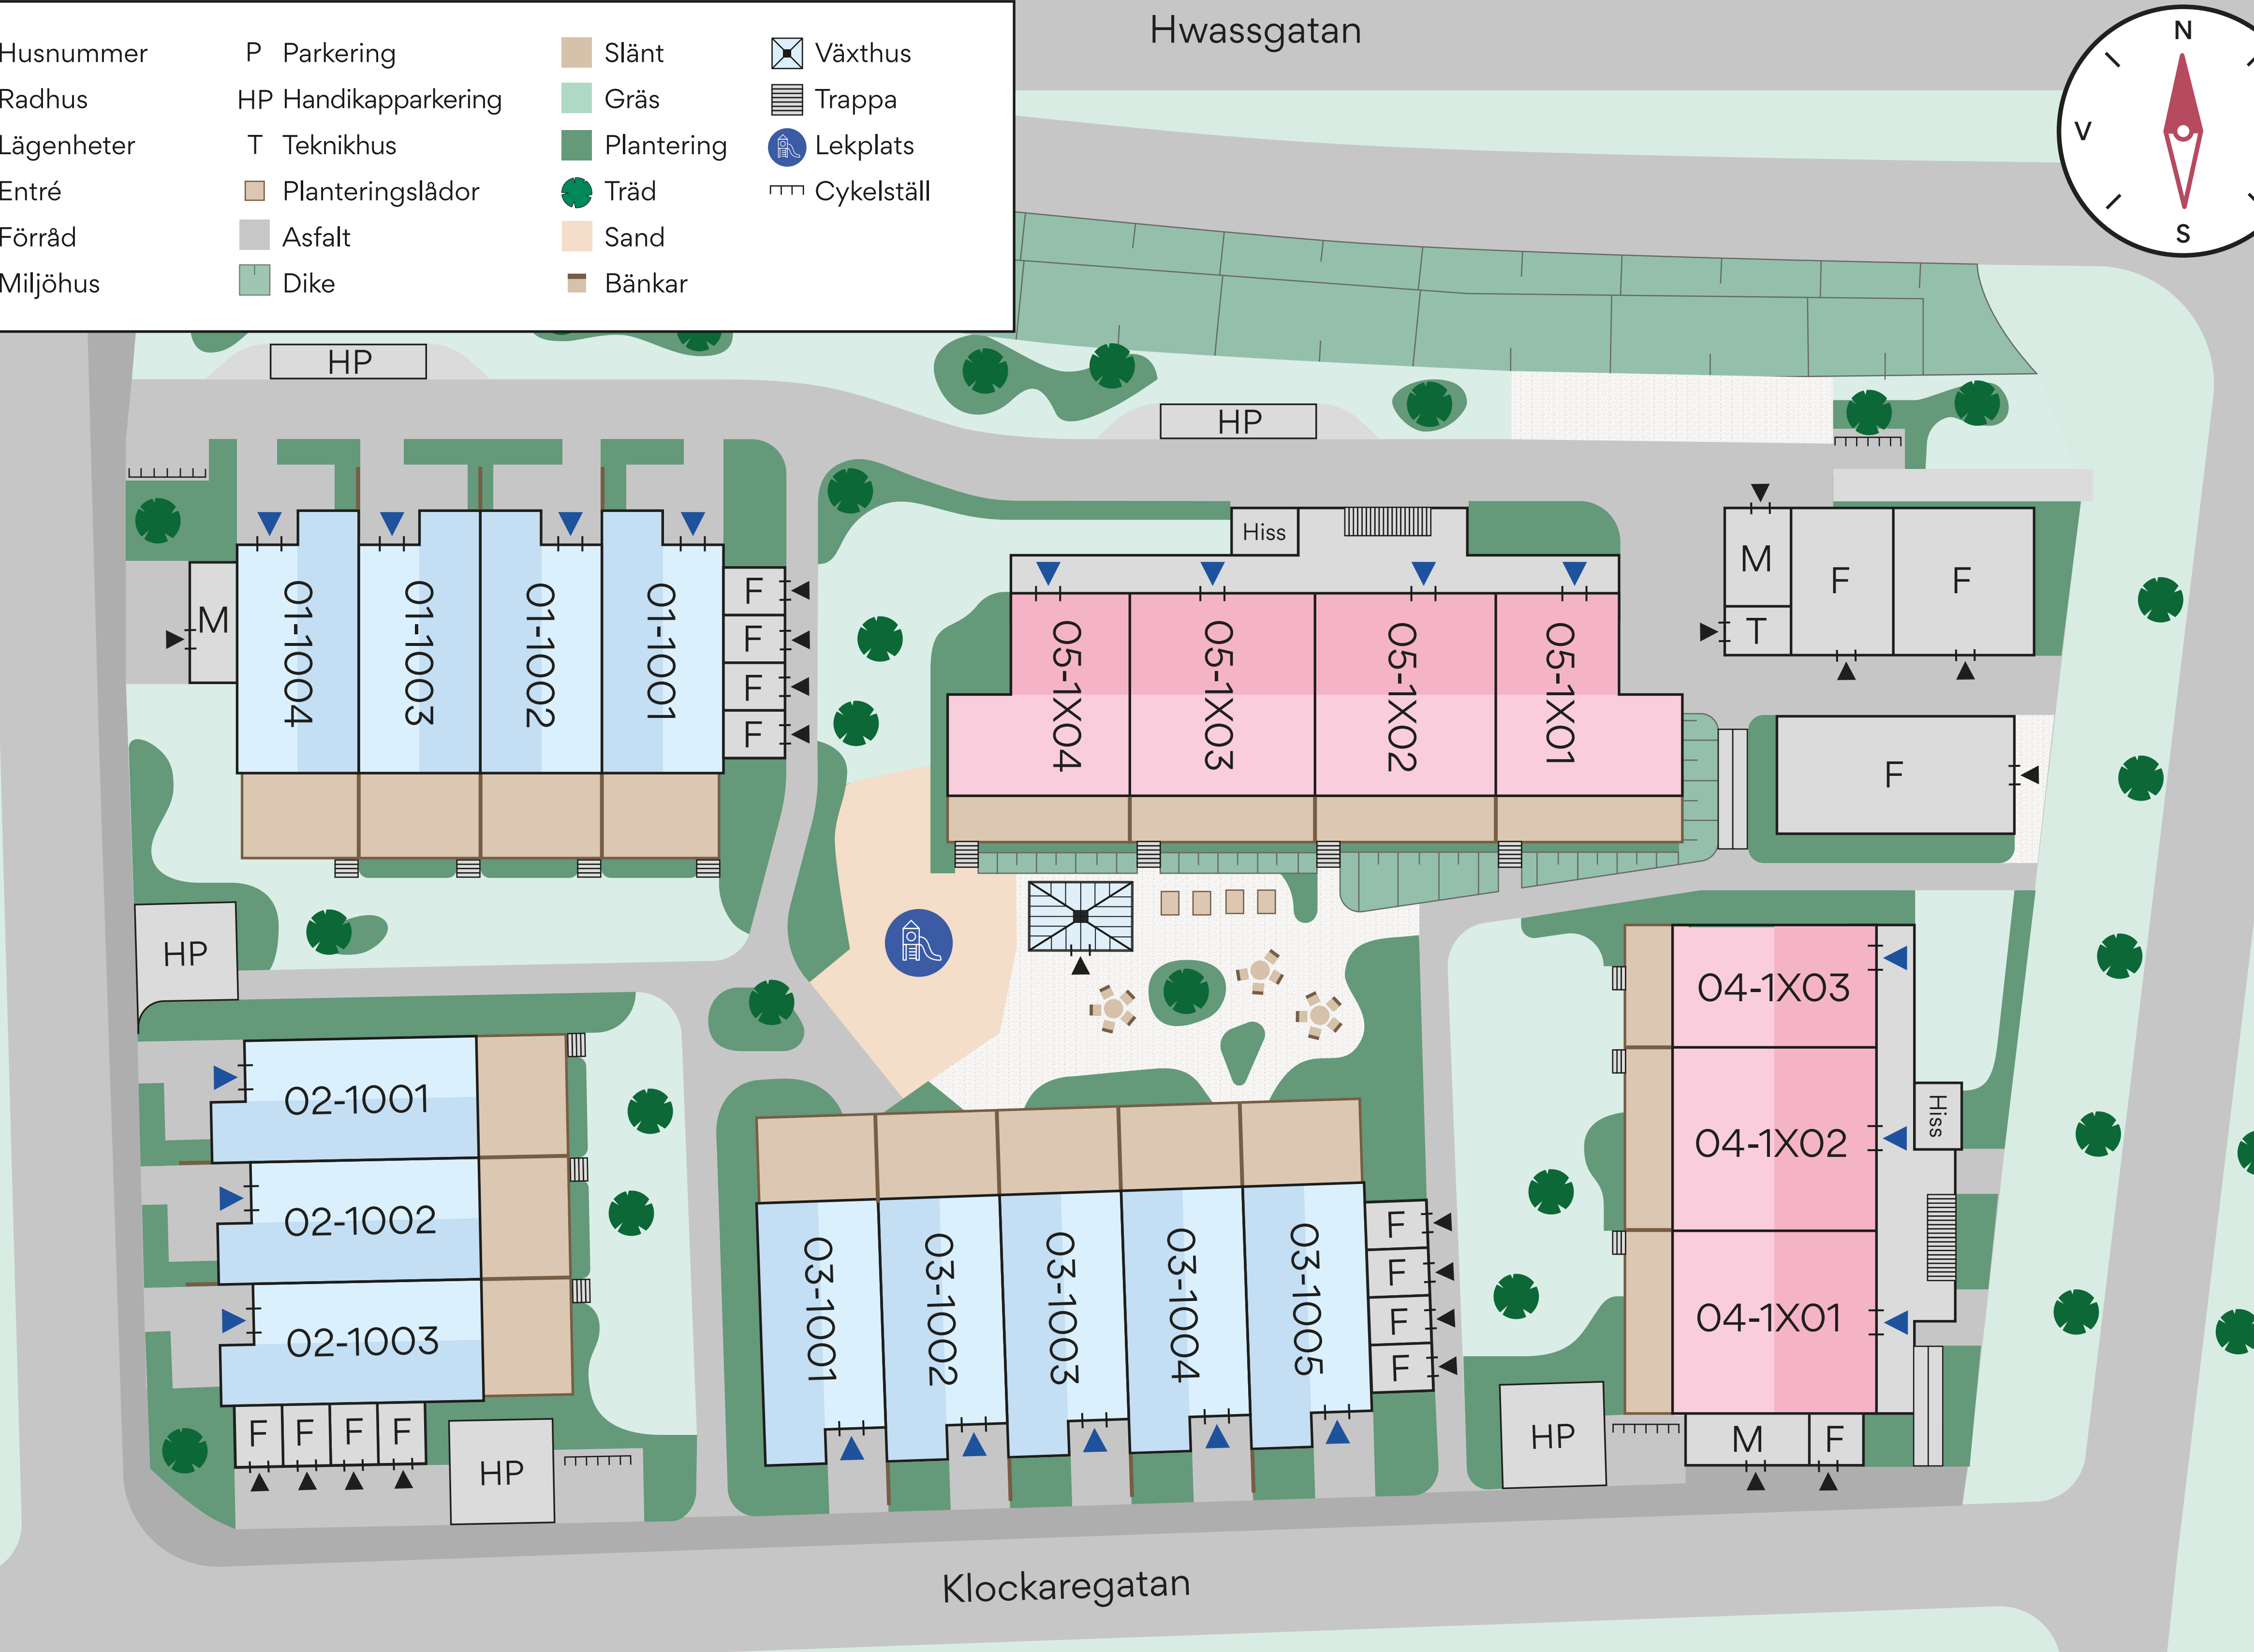 Hwassgatan
Husnummer
Radhus
Lägenheter
Entré
Förråd
Miljöhus
P Parkering
HP Handikapparkering
T Teknikhus
Planteringslådor
Asfalt
Dike
Slänt
Gräs
Plantering
Träd
Sand
Bänkar
Växthus
Trappa
Lekplats
Cykelställ
N
V
S
HP
HP
Hiss
M
F
F
T
M
01-1004
01-1003
01-1002
01-1001
F
F
F
F
05-1X04
05-1X03
05-1X02
05-1X01
F
HP
02-1001
02-1002
02-1003
F
F
F
F
HP
03-1001
03-1002
03-1003
03-1004
03-1005
F
F
F
F
04-1X03
04-1X02
04-1X01
Hiss
HP
M
F
Klockaregatan